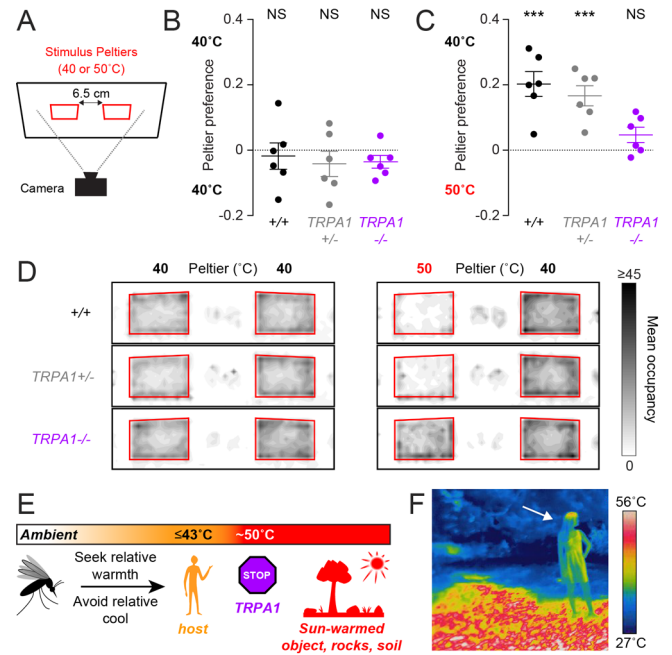 A
Stimulus Peltiers
(40 or 50˚C)
6.5 cm
Camera
B
Peltier preference
40˚C
40˚C
0.4
0.2
0
-0.2
NS
NS
NS
+/+
TRPA1
+/-
TRPA1
-/-
C
Peltier preference
40˚C
50˚C
0.4
0.2
0
-0.2
***
***
NS
+/+
TRPA1
+/-
TRPA1
-/-
D
40 Peltier (˚C) 40
50 Peltier (˚C) 40
+/+
TRPA1+/-
TRPA1-/-
≥45
Mean occupancy
0
E
Ambient ≤43˚C ~50˚C
Seek relative
warmth
Avoid relative
cool
host
STOP
TRPA1
Sun-warmed
object, rocks, soil
F
56˚C
27˚C